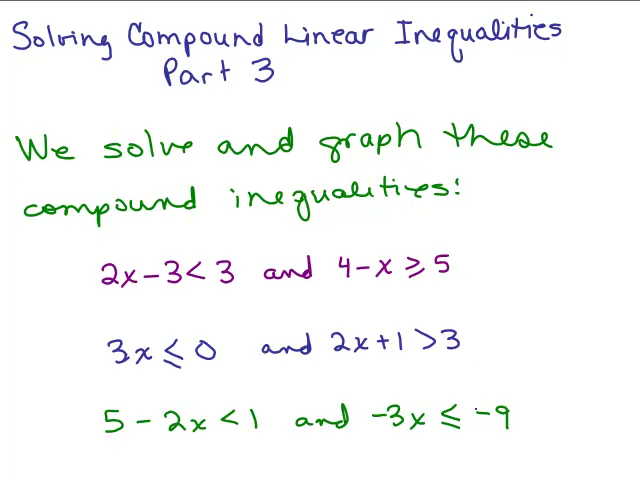 Solving Compound Linear Inequalities
Part 3
We solve and graph these
compound inequalities:
2x - 3 < 3 and 4 - x ≥ 5
3x ≤ 0 and 2x + 1 > 3
5 - 2x < 1 and -3x ≤ -9